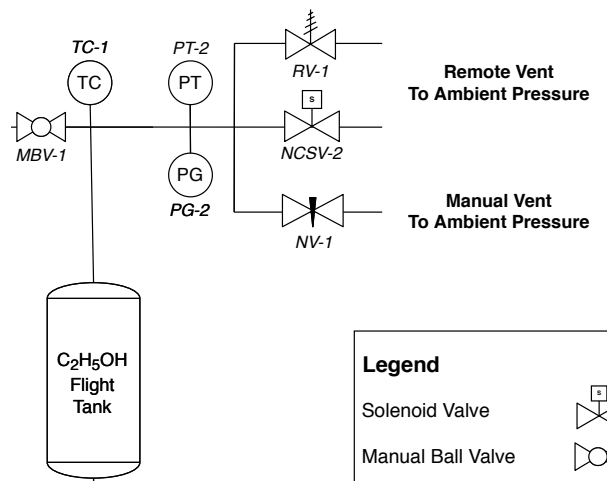 TC-1
PT-2
TC
PT
RV-1
Remote Vent
To Ambient Pressure
S
MBV-1
NCSV-2
PG
PG-2
Manual Vent
To Ambient Pressure
NV-1
C₂H₅OH
Flight
Tank
Legend
Solenoid Valve
S
Manual Ball Valve